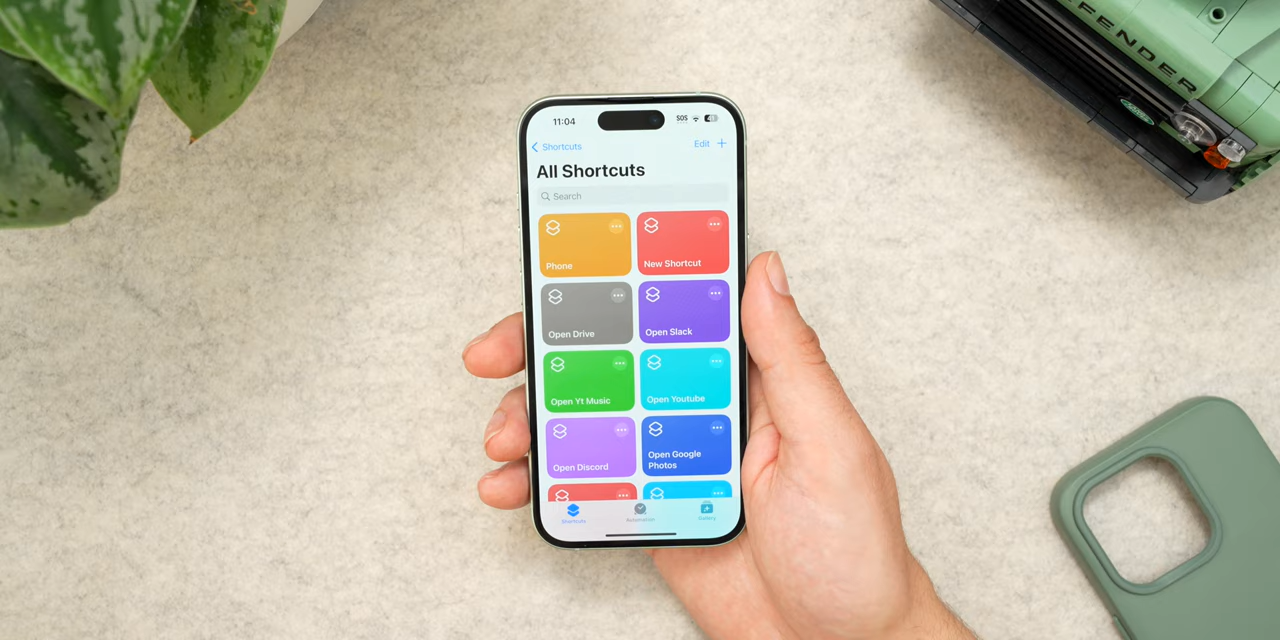 11:04
SOS
Shortcuts
Edit
All Shortcuts
Search
Phone
New Shortcut
Open Drive
Open Slack
Open Yt Music
Open Youtube
Open Discord
Open Google
Photos
Shortcuts
Automation
Gallery
FENDER